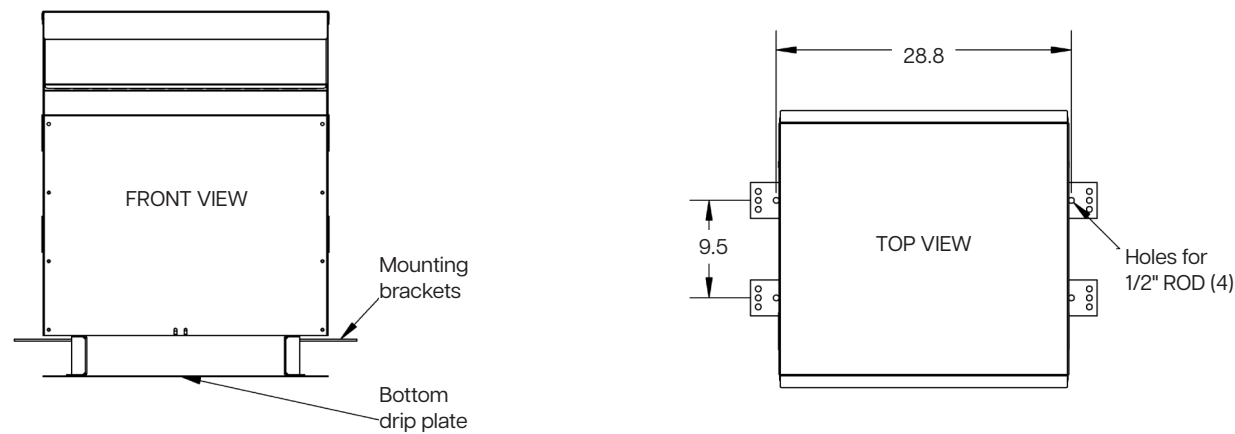 FRONT VIEW
Mounting
brackets
Bottom
drip plate
28.8
9.5
TOP VIEW
Holes for
1/2" ROD (4)